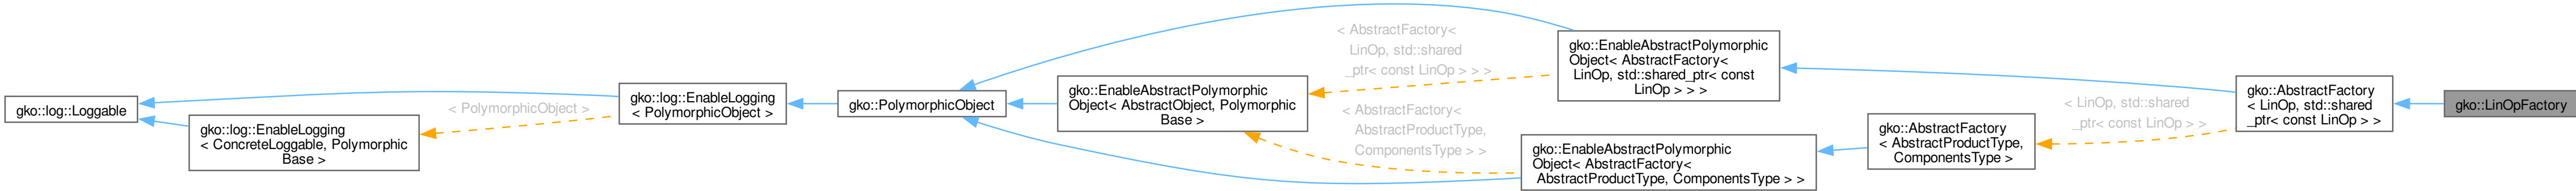 gko::log::Loggable
gko::log::EnableLogging
< ConcreteLoggable, Polymorphic
Base >
< PolymorphicObject >
gko::log::EnableLogging
< PolymorphicObject >
gko::PolymorphicObject
gko::EnableAbstractPolymorphic
Object< AbstractObject, Polymorphic
Base >
< AbstractFactory<
LinOp, std::shared
_ptr< const LinOp > > >
< AbstractFactory<
AbstractProductType,
ComponentsType > >
gko::EnableAbstractPolymorphic
Object< AbstractFactory<
LinOp, std::shared_ptr< const
LinOp > > >
gko::EnableAbstractPolymorphic
Object< AbstractFactory<
AbstractProductType, ComponentsType > >
gko::AbstractFactory
< AbstractProductType,
ComponentsType >
< LinOp, std::shared
_ptr< const LinOp > >
gko::AbstractFactory
< LinOp, std::shared
_ptr< const LinOp > >
gko::LinOpFactory